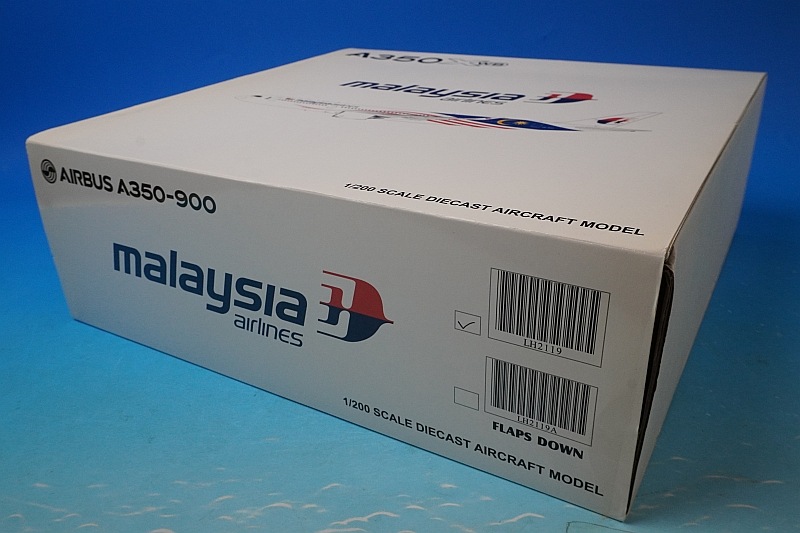 A350 XWB
malaysia
airlines
1/200 SCALE DIECAST AIRCRAFT MODEL
AIRBUS A350-900
malaysia
airlines
LH2119
LH2119A
FLAPS DOWN
1/200 SCALE DIECAST AIRCRAFT MODEL